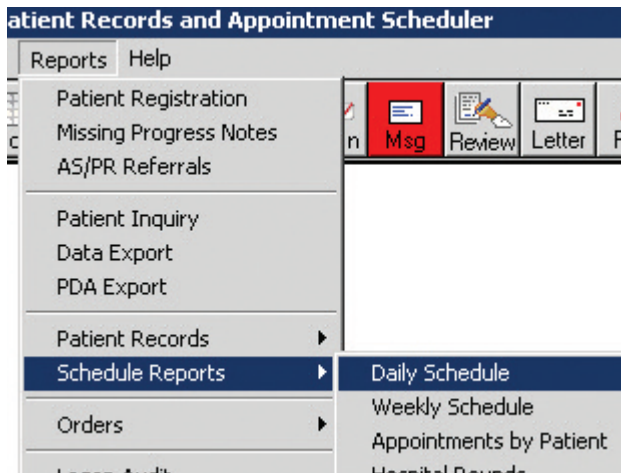 atient Records and Appointment Scheduler
Reports Help
Patient Registration
Missing Progress Notes
AS/PR Referrals
Msg Review Letter
Patient Inquiry
Data Export
PDA Export
Patient Records
Schedule Reports
Orders
Daily Schedule
Weekly Schedule
Appointments by Patient